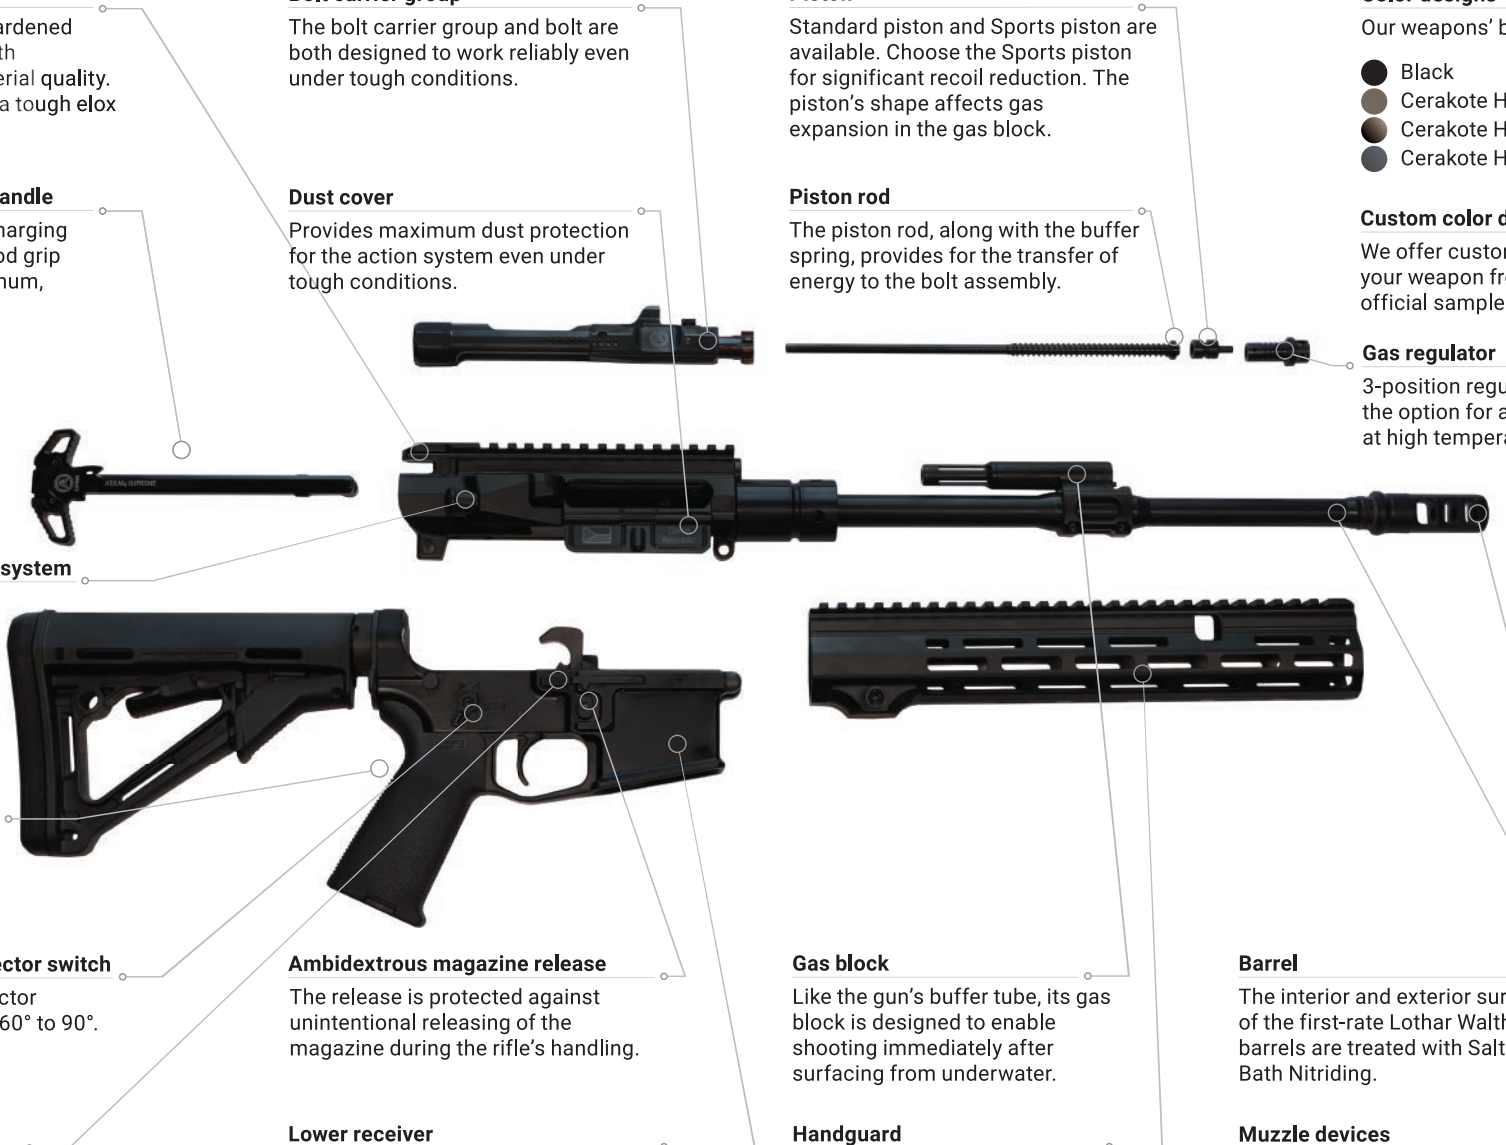 ardened
th
erial quality.
a tough elox
andle
harging
od grip
num,
system
ector switch
ctor
60° to 90°.
Bolt carrier group
The bolt carrier group and bolt are
both designed to work reliably even
under tough conditions.
Dust cover
Provides maximum dust protection
for the action system even under
tough conditions.
Ambidextrous magazine release
The release is protected against
unintentional releasing of the
magazine during the rifle's handling.
Lower receiver
Piston
Standard piston and Sports piston are
available. Choose the Sports piston
for significant recoil reduction. The
piston's shape affects gas
expansion in the gas block.
Piston rod
The piston rod, along with the buffer
spring, provides for the transfer of
energy to the bolt assembly.
Gas block
Like the gun's buffer tube, its gas
block is designed to enable
shooting immediately after
surfacing from underwater.
Handguard
Color designs
Our weapons' b
Black
Cerakote H
Cerakote H
Cerakote H
Custom color d
We offer custo
your weapon fr
official sample
Gas regulator
3-position regu
the option for a
at high tempera
Barrel
The interior and exterior sur
of the first-rate Lothar Walth
barrels are treated with Salt
Bath Nitriding.
Muzzle devices
Republic